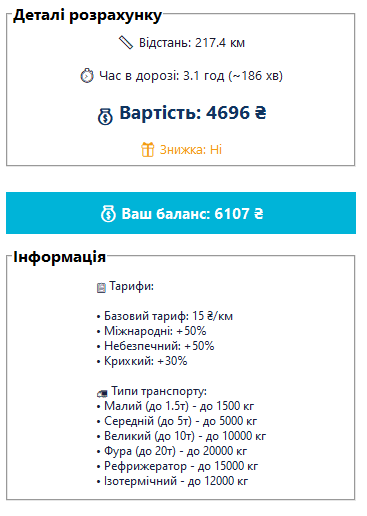 Деталі розрахунку
Відстань: 217.4 км
Час в дорозі: 3.1 год (~186 хв)
Вартість: 4696 ₴
Знижка: Ні
Ваш баланс: 6107 ₴
Інформація
Тарифи:
• Базовий тариф: 15 ₴/км
• Міжнародні: +50%
• Небезпечний: +50%
• Крихкий: +30%
Типи транспорту:
• Малий (до 1.5т) - до 1500 кг
• Середній (до 5т) - до 5000 кг
• Великий (до 10т) - до 10000 кг
• Фура (до 20т) - до 20000 кг
• Рефрижератор - до 15000 кг
• Ізотермічний - до 12000 кг